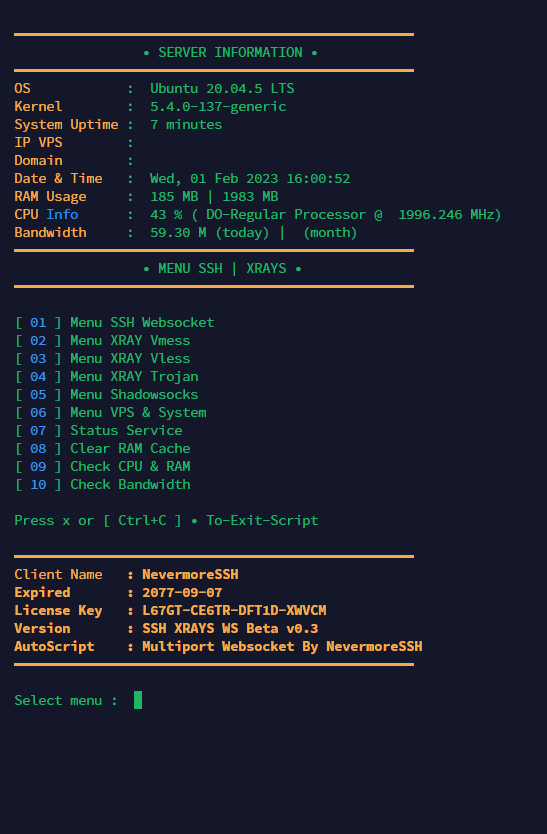 • SERVER INFORMATION •
OS : Ubuntu 20.04.5 LTS
Kernel : 5.4.0-137-generic
System Uptime : 7 minutes
IP VPS :
Domain :
Date & Time : Wed, 01 Feb 2023 16:00:52
RAM Usage : 185 MB | 1983 MB
CPU Info : 43 % ( DO-Regular Processor @ 1996.246 MHz)
Bandwidth : 59.30 M (today) | (month)
• MENU SSH | XRAYS •
[ 01 ] Menu SSH Websocket
[ 02 ] Menu XRAY Vmess
[ 03 ] Menu XRAY Vless
[ 04 ] Menu XRAY Trojan
[ 05 ] Menu Shadowsocks
[ 06 ] Menu VPS & System
[ 07 ] Status Service
[ 08 ] Clear RAM Cache
[ 09 ] Check CPU & RAM
[ 10 ] Check Bandwidth
Press x or [ Ctrl+C ] • To-Exit-Script
Client Name : NevermoreSSH
Expired : 2077-09-07
License Key : L67GT-CE6TR-DFT1D-XWVCM
Version : SSH XRAYS WS Beta v0.3
AutoScript : Multiport Websocket By NevermoreSSH
Select menu :